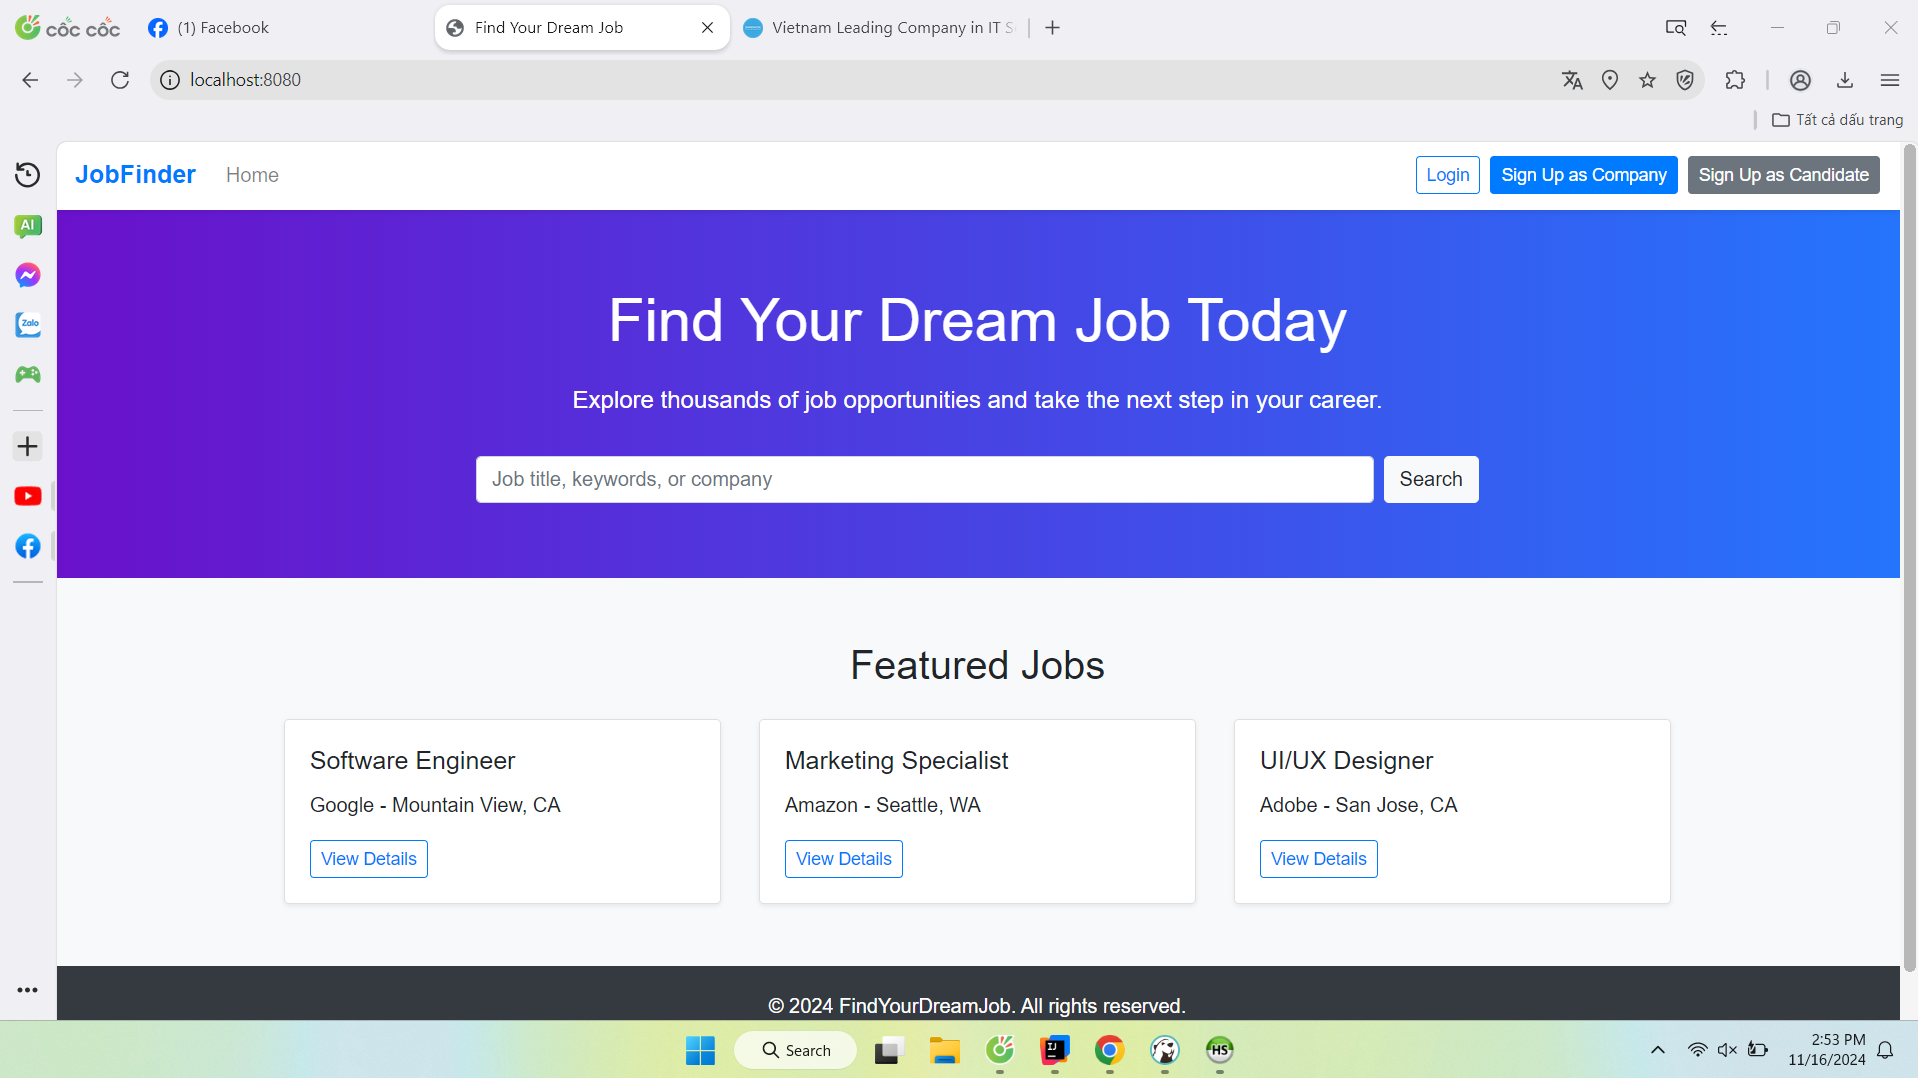 cốc cốc
(1) Facebook
Find Your Dream Job
Vietnam Leading Company in IT S
localhost:8080
Tất cả dấu trang
JobFinder
Home
Login
Sign Up as Company
Sign Up as Candidate
AI
Zalo
Find Your Dream Job Today
Explore thousands of job opportunities and take the next step in your career.
Job title, keywords, or company
Search
Featured Jobs
Software Engineer
Google - Mountain View, CA
View Details
Marketing Specialist
Amazon - Seattle, WA
View Details
UI/UX Designer
Adobe - San Jose, CA
View Details
© 2024 FindYourDreamJob. All rights reserved.
Search
IJ
HS
2:53 PM
11/16/2024